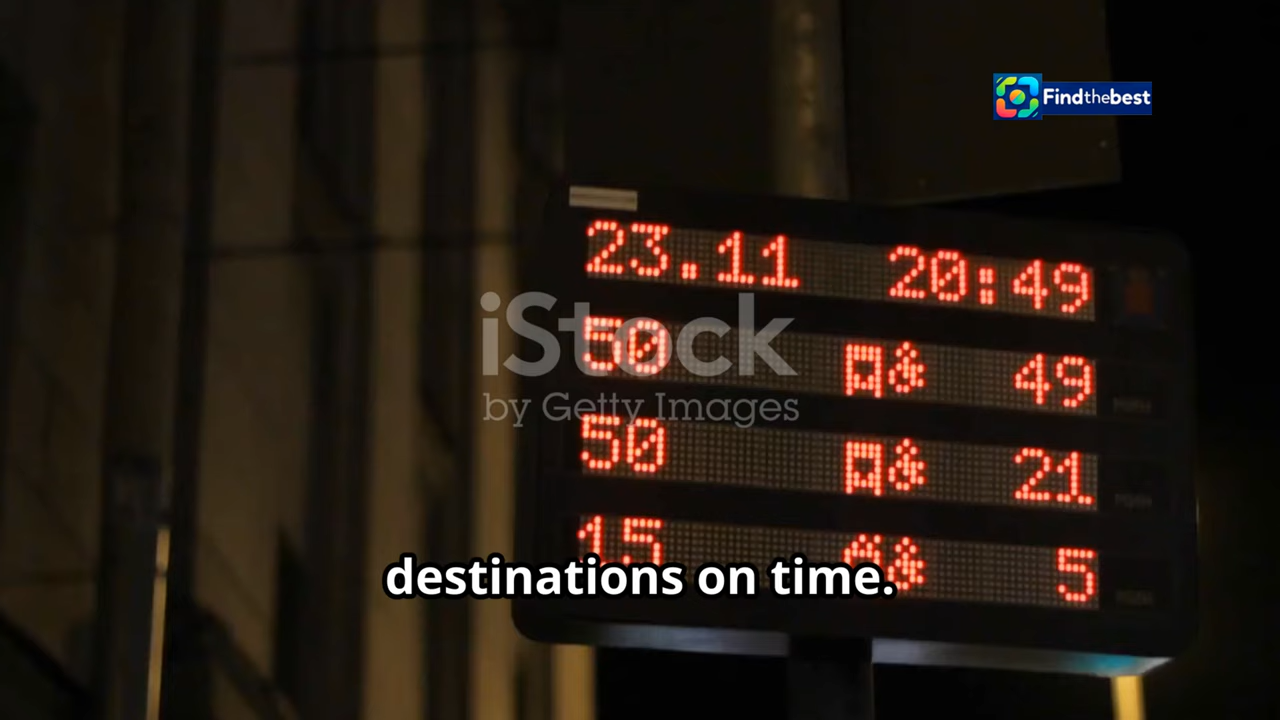 Findthebest
23.11 20:49
iStock
50 49
by Getty Images
50 21
15 5
destinations on time.